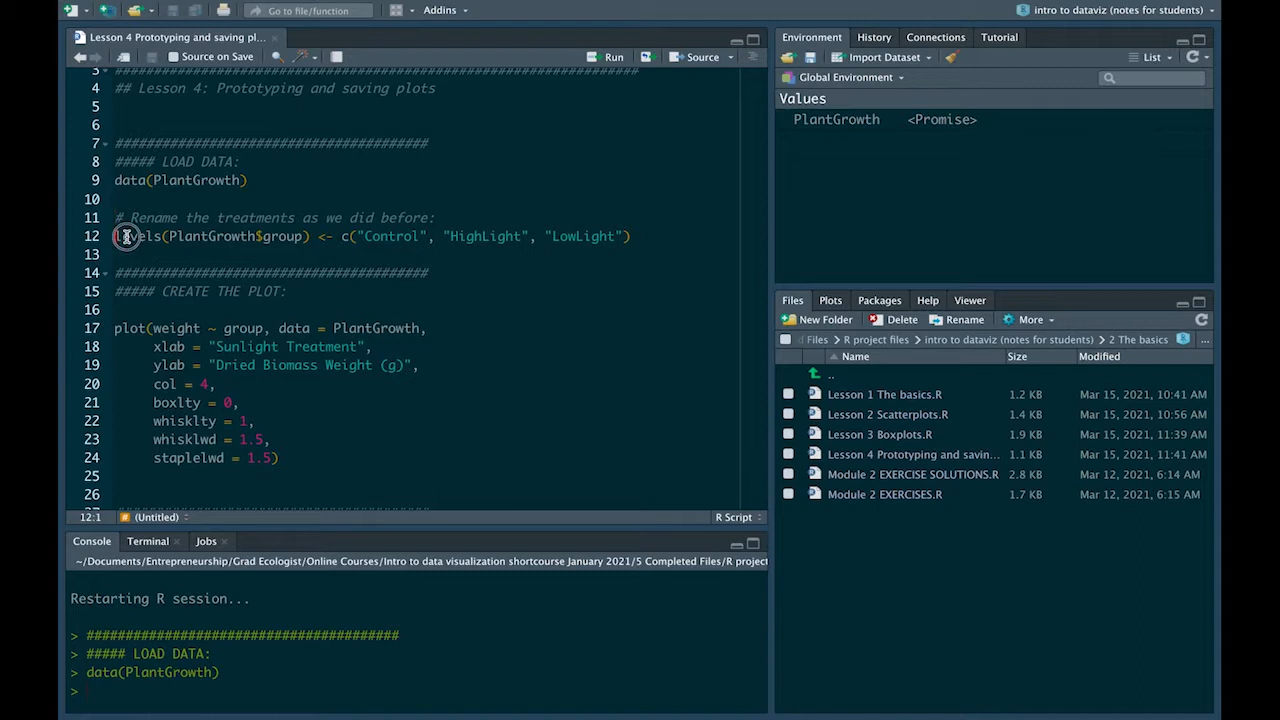 Go to file/function
Addins
intro to dataviz (notes for students)
Lesson 4 Prototyping and saving pl...
Source on Save
Run
Source
3 ###################################################################
4 ## Lesson 4: Prototyping and saving plots
5
6
7 ########################################
8 ##### LOAD DATA:
9 data(PlantGrowth)
10
11 # Rename the treatments as we did before:
12 levels(PlantGrowth$group) <- c("Control", "HighLight", "LowLight")
13
14 ########################################
15 ##### CREATE THE PLOT:
16
17 plot(weight ~ group, data = PlantGrowth,
18 xlab = "Sunlight Treatment",
19 ylab = "Dried Biomass Weight (g)",
20 col = 4,
21 boxlty = 0,
22 whisklty = 1,
23 whisklwd = 1.5,
24 staplelwd = 1.5)
25
26
12:1 # (Untitled) R Script
Console Terminal Jobs
~/Documents/Entrepreneurship/Grad Ecologist/Online Courses/Intro to data visualization shortcourse January 2021/5 Completed Files/R project
Restarting R session...
> ########################################
> ##### LOAD DATA:
> data(PlantGrowth)
>
Environment History Connections Tutorial
Import Dataset List
Global Environment
Values
PlantGrowth <Promise>
Files Plots Packages Help Viewer
New Folder Delete Rename More
d Files R project files intro to dataviz (notes for students) 2 The basics ...
Name Size Modified
..
Lesson 1 The basics.R 1.2 KB Mar 15, 2021, 10:41 AM
Lesson 2 Scatterplots.R 1.4 KB Mar 15, 2021, 10:56 AM
Lesson 3 Boxplots.R 1.9 KB Mar 15, 2021, 11:39 AM
Lesson 4 Prototyping and savin... 1.1 KB Mar 15, 2021, 11:41 AM
Module 2 EXERCISE SOLUTIONS.R 2.8 KB Mar 12, 2021, 6:14 AM
Module 2 EXERCISES.R 1.7 KB Mar 12, 2021, 6:15 AM